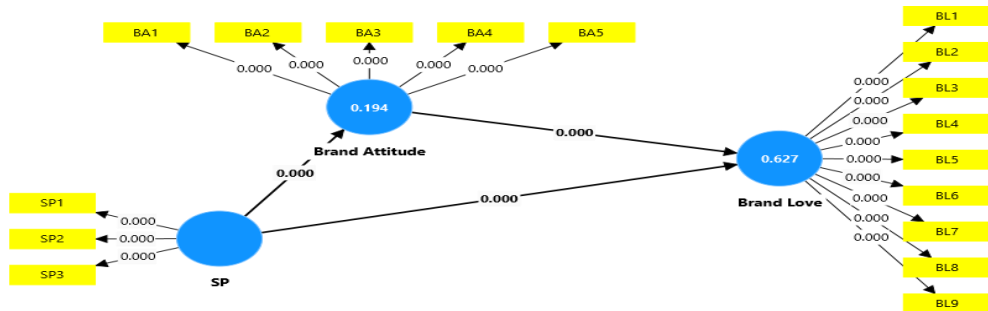 BA1 BA2 BA3 BA4 BA5
0.000 0.000 0.000 0.000 0.000
0.194
Brand Attitude
0.000
0.000
0.000
SP1
SP2
SP3
0.000
0.000
0.000
SP
0.627
Brand Love
0.000
0.000
0.000
0.000
0.000
0.000
0.000
0.000
0.000
BL1
BL2
BL3
BL4
BL5
BL6
BL7
BL8
BL9